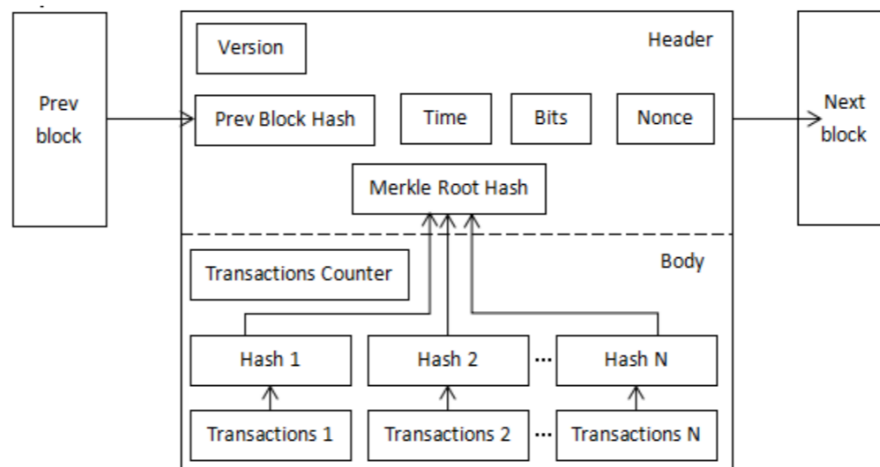 Version
Header
Prev
block
Prev Block Hash
Time
Bits
Nonce
Next
block
Merkle Root Hash
Body
Transactions Counter
Hash 1
Hash 2
...
Hash N
Transactions 1
Transactions 2
...
Transactions N